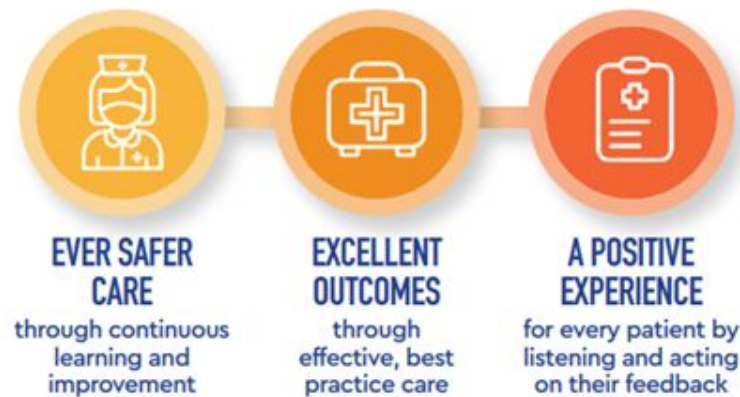 EVER SAFER
CARE
through continuous
learning and
improvement
EXCELLENT
OUTCOMES
through
effective, best
practice care
A POSITIVE
EXPERIENCE
for every patient by
listening and acting
on their feedback